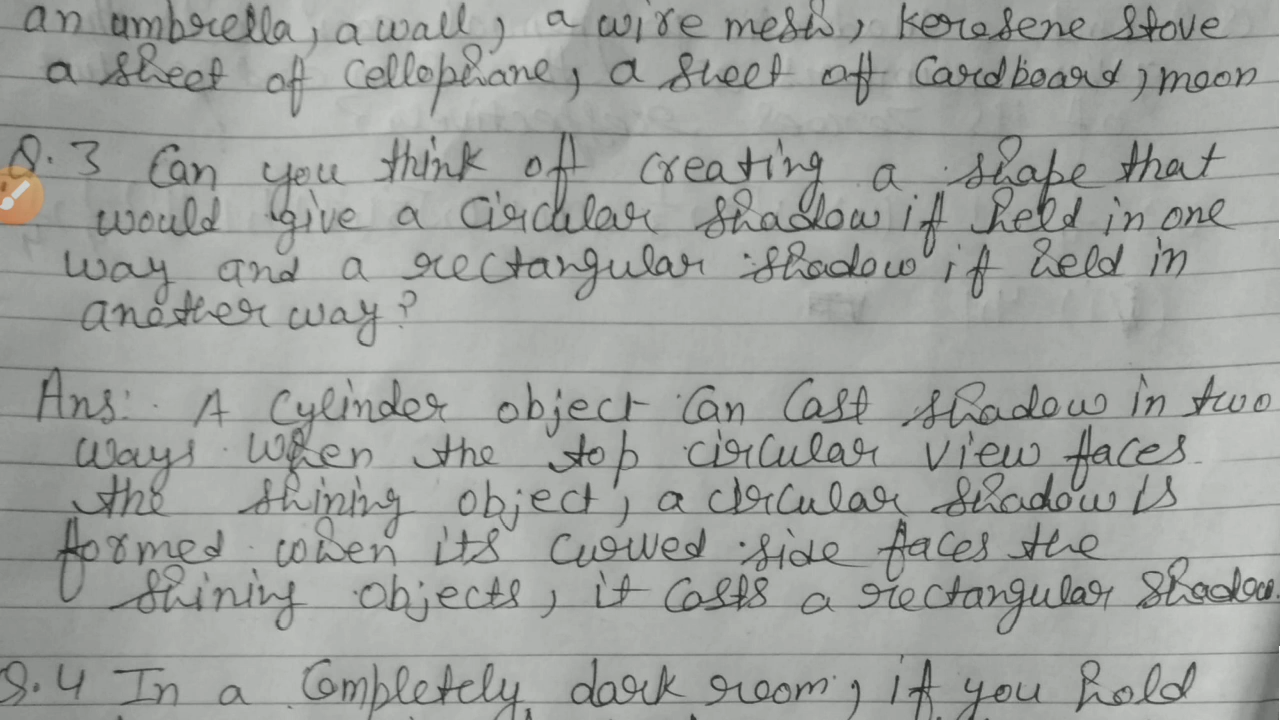 an umbrella, a wall, a wire mesh, kerosene stove
a sheet of cellophane, a sheet off Cardboard, moon
Q.3 Can you think off creating a shape that
would give a circular shadow if held in one
way and a rectangular shadow if held in
another way?
Ans: A Cylinder object can Cast shadow in two
ways. When the top circular view faces
the shining object, a circular shadow is
formed. when its curved side faces the
shining objects, it casts a rectangular shadow.
Q.4 In a Completely dark room, if you hold